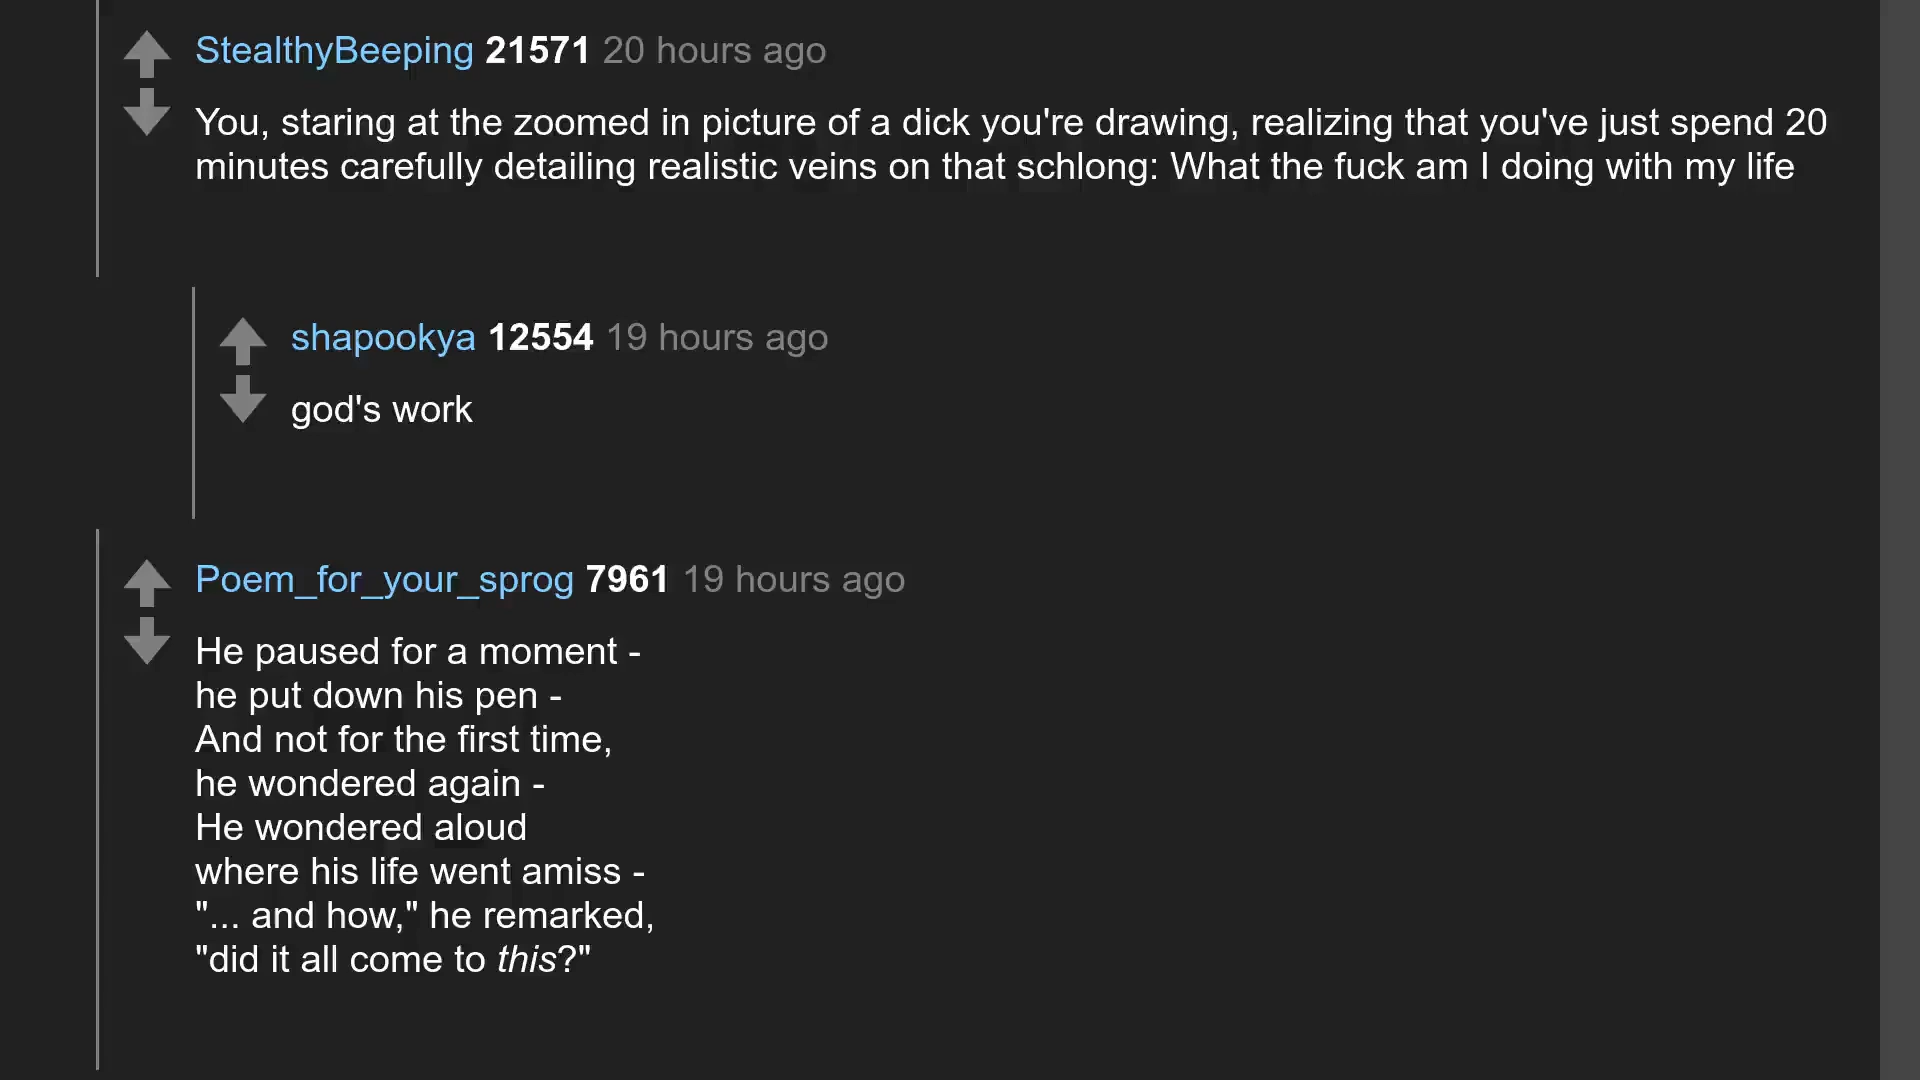 StealthyBeeping 21571 20 hours ago
You, staring at the zoomed in picture of a dick you're drawing, realizing that you've just spend 20
minutes carefully detailing realistic veins on that schlong: What the fuck am I doing with my life
shapookya 12554 19 hours ago
god's work
Poem_for_your_sprog 7961 19 hours ago
He paused for a moment -
he put down his pen -
And not for the first time,
he wondered again -
He wondered aloud
where his life went amiss -
"... and how," he remarked,
"did it all come to this?"